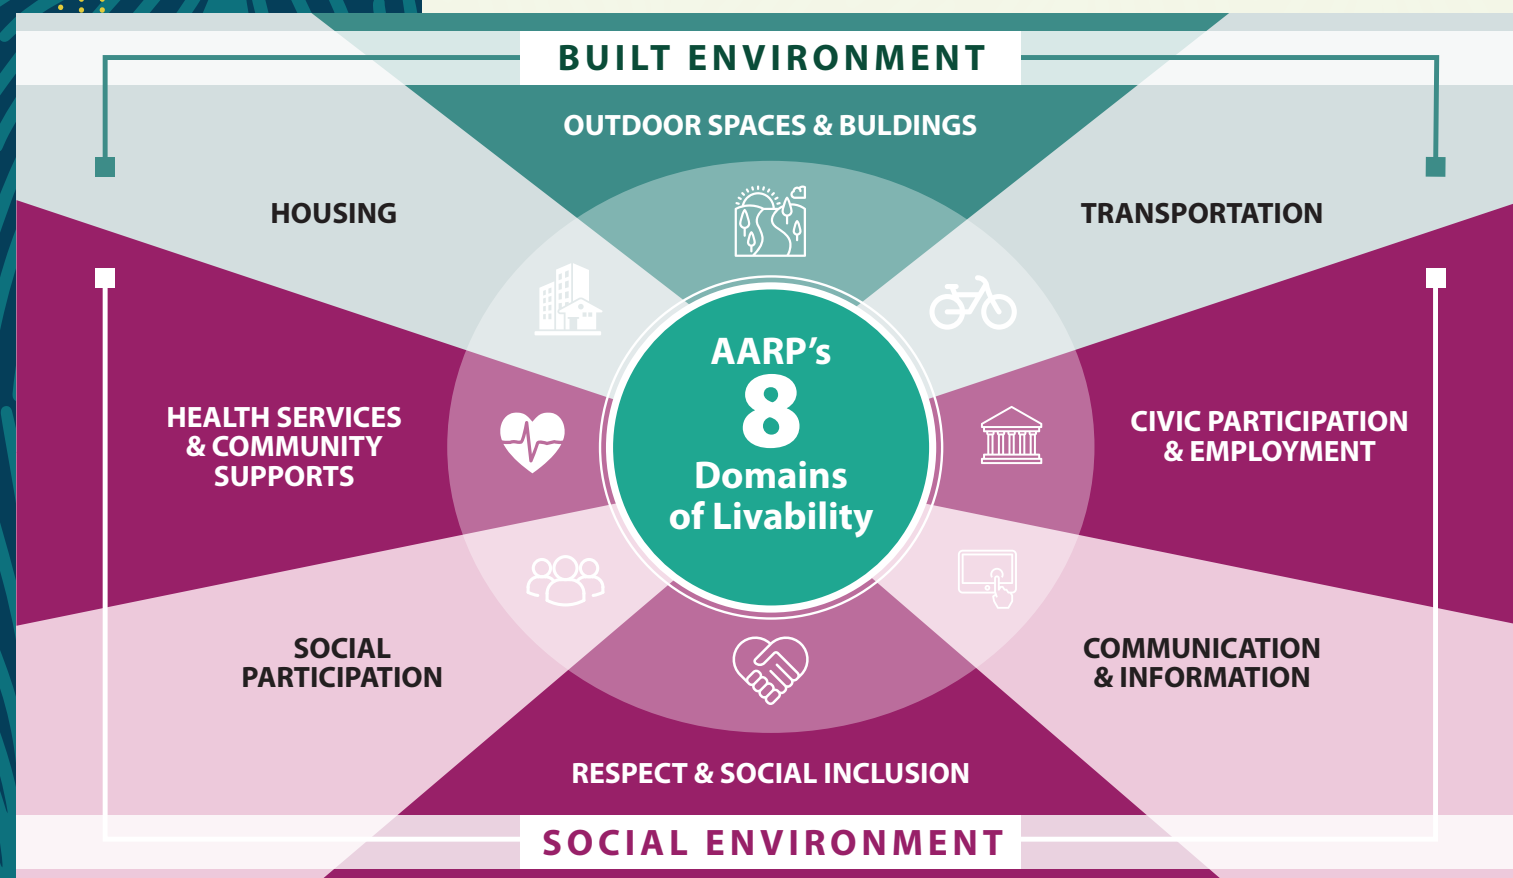 BUILT ENVIRONMENT
OUTDOOR SPACES & BULDINGS
HOUSING
TRANSPORTATION
AARP's
8
Domains
of Livability
HEALTH SERVICES
& COMMUNITY
SUPPORTS
CIVIC PARTICIPATION
& EMPLOYMENT
SOCIAL
PARTICIPATION
COMMUNICATION
& INFORMATION
RESPECT & SOCIAL INCLUSION
SOCIAL ENVIRONMENT